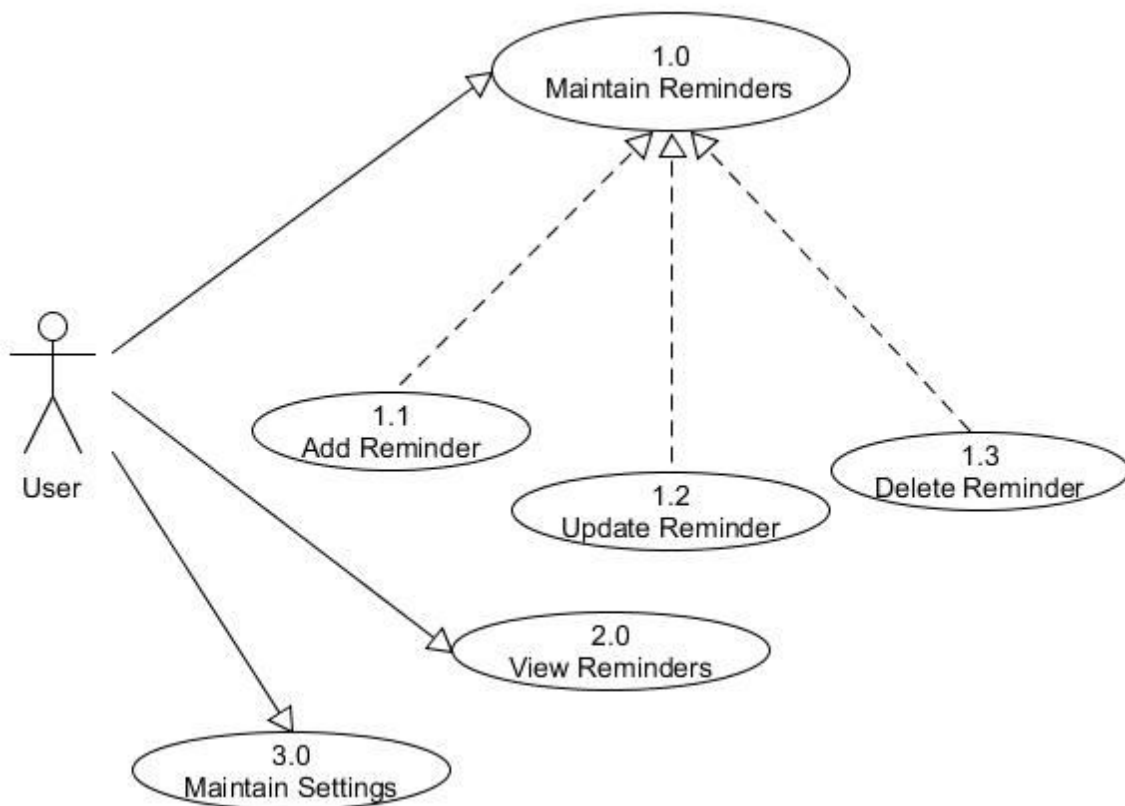 1.0
Maintain Reminders
1.1
Add Reminder
1.2
Update Reminder
1.3
Delete Reminder
User
2.0
View Reminders
3.0
Maintain Settings